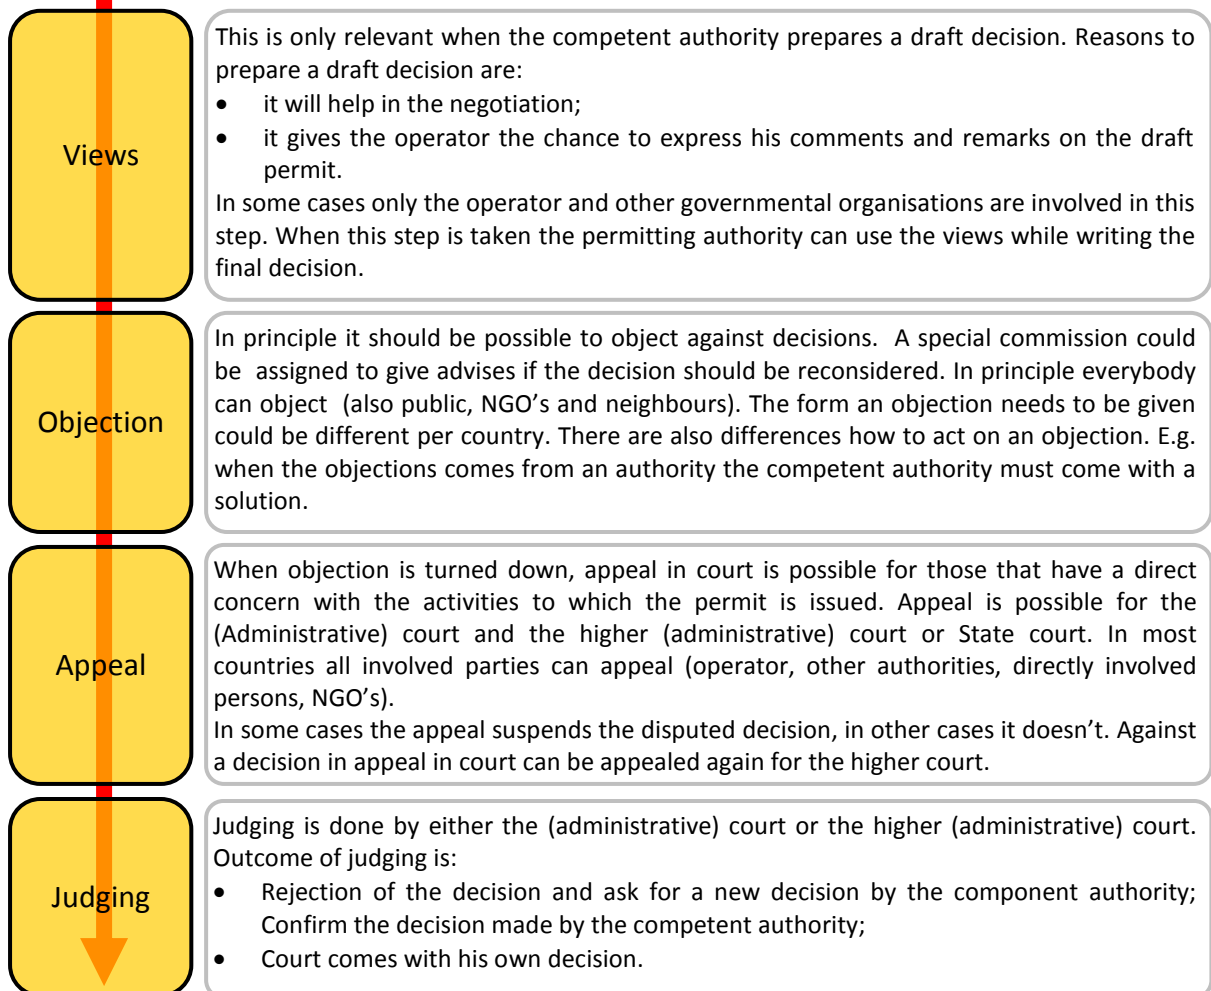 Views
This is only relevant when the competent authority prepares a draft decision. Reasons to
prepare a draft decision are:
• it will help in the negotiation;
• it gives the operator the chance to express his comments and remarks on the draft
permit.
In some cases only the operator and other governmental organisations are involved in this
step. When this step is taken the permitting authority can use the views while writing the
final decision.
Objection
In principle it should be possible to object against decisions.  A special commission could
be  assigned to give advises if the decision should be reconsidered. In principle everybody
can object  (also public, NGO’s and neighbours). The form an objection needs to be given
could be different per country. There are also differences how to act on an objection. E.g.
when the objections comes from an authority the competent authority must come with a
solution.
Appeal
When objection is turned down, appeal in court is possible for those that have a direct
concern with the activities to which the permit is issued. Appeal is possible for the
(Administrative) court and the higher (administrative) court or State court. In most
countries all involved parties can appeal (operator, other authorities, directly involved
persons, NGO’s).
In some cases the appeal suspends the disputed decision, in other cases it doesn’t. Against
a decision in appeal in court can be appealed again for the higher court.
Judging
Judging is done by either the (administrative) court or the higher (administrative) court.
Outcome of judging is:
• Rejection of the decision and ask for a new decision by the component authority;
Confirm the decision made by the competent authority;
• Court comes with his own decision.